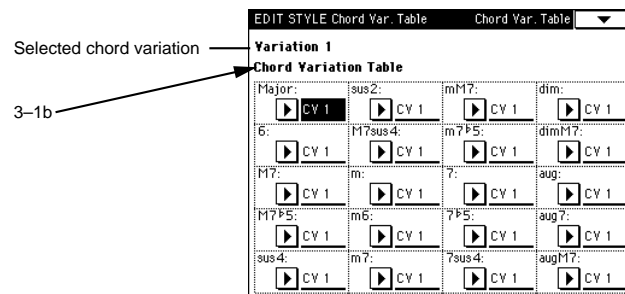 EDIT STYLE Chord Var. Table Chord Var. Table
Selected chord variation
Variation 1
Chord Variation Table
3–1b
Major: sus2: mM7: dim:
CV 1 CV 1 CV 1 CV 1
6: M7sus4: m7♭5: dimM7:
CV 1 CV 1 CV 1 CV 1
M7: m: 7: aug:
CV 1 CV 1 CV 1 CV 1
M7♭5: m6: 7♭5: aug7:
CV 1 CV 1 CV 1 CV 1
sus4: m7: 7sus4: augM7:
CV 1 CV 1 CV 1 CV 1